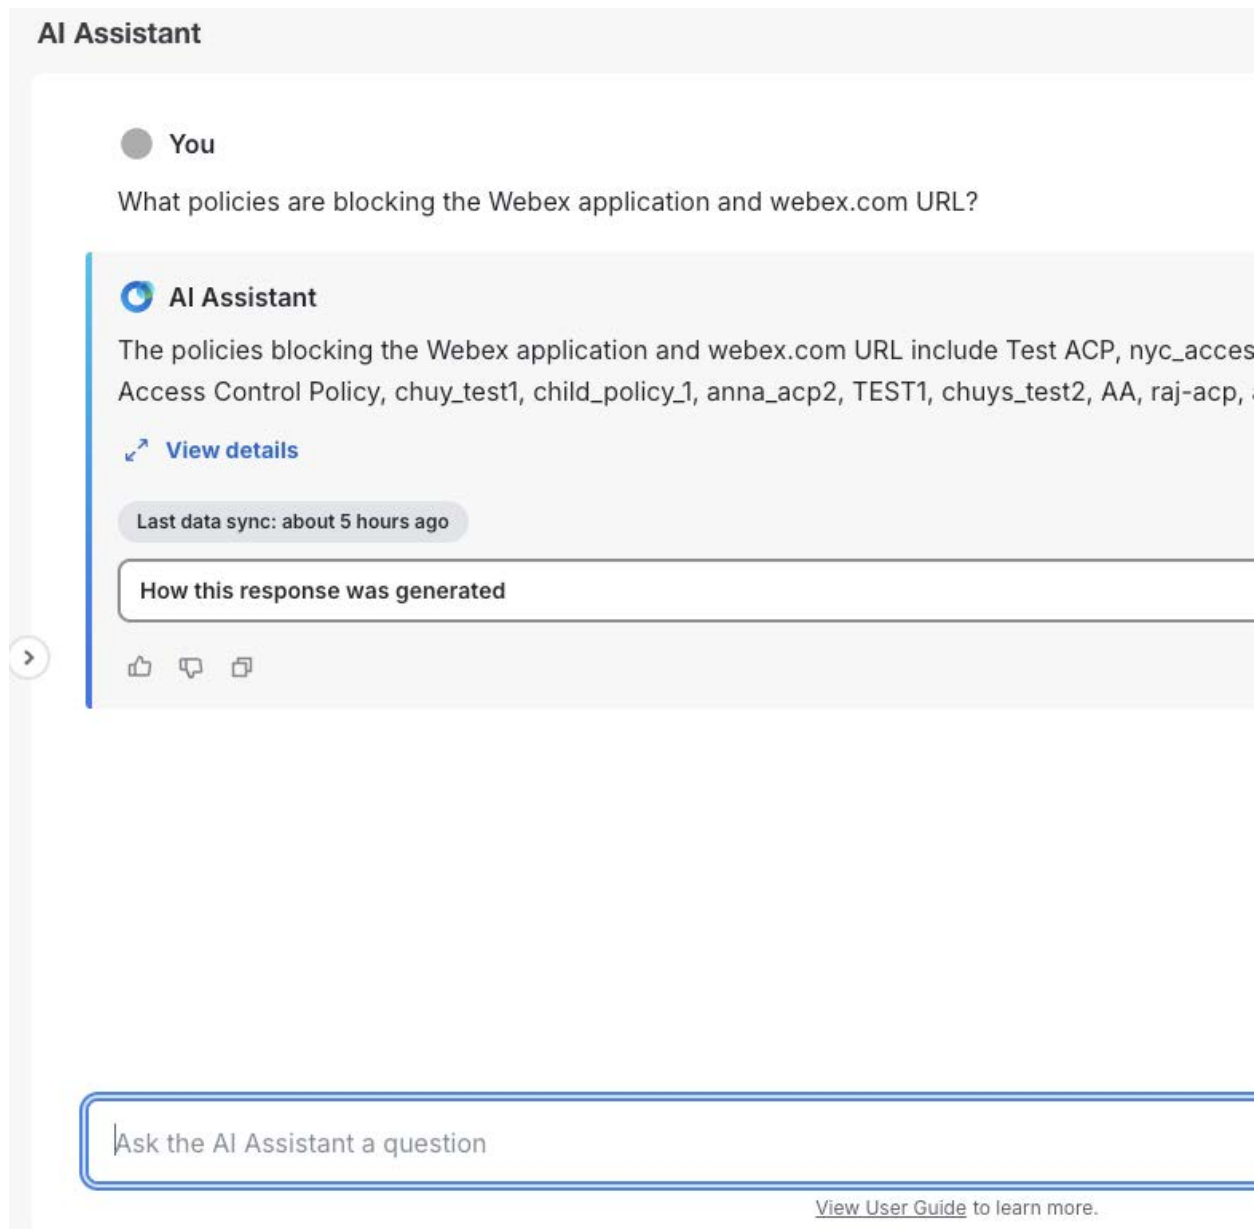 AI Assistant
You
What policies are blocking the Webex application and webex.com URL?
AI Assistant
The policies blocking the Webex application and webex.com URL include Test ACP,
Access Control Policy, chuy_test1, child_policy_1, anna_acp2, TEST1, chuys_test2, AA, raj-acp,
View details
Last data sync: about 5 hours ago
How this response was generated
Ask the AI Assistant a question
View User Guide to learn more.